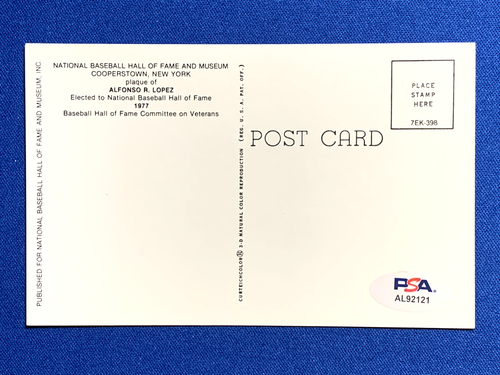 NATIONAL BASEBALL HALL OF FAME AND MUSEUM
COOPERSTOWN, NEW YORK
plaque of
ALFONSO R. LOPEZ
Elected to National Baseball Hall of Fame
1977
Baseball Hall of Fame Committee on Veterans
PUBLISHED FOR NATIONAL BASEBALL HALL OF FAME AND MUSEUM, INC.
CURTEICHCOLOR® 3-D NATURAL COLOR REPRODUCTION (REG. U.S.A. PAT. OFF.)
POST CARD
PLACE
STAMP
HERE
7EK-398
PSA
AL92121